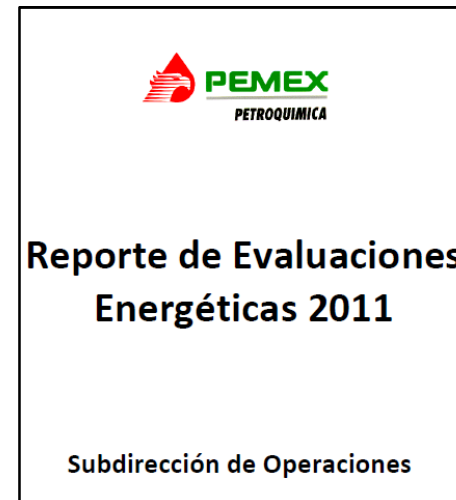 PEMEX
PETROQUIMICA
Reporte de Evaluaciones
Energéticas 2011
Subdirección de Operaciones